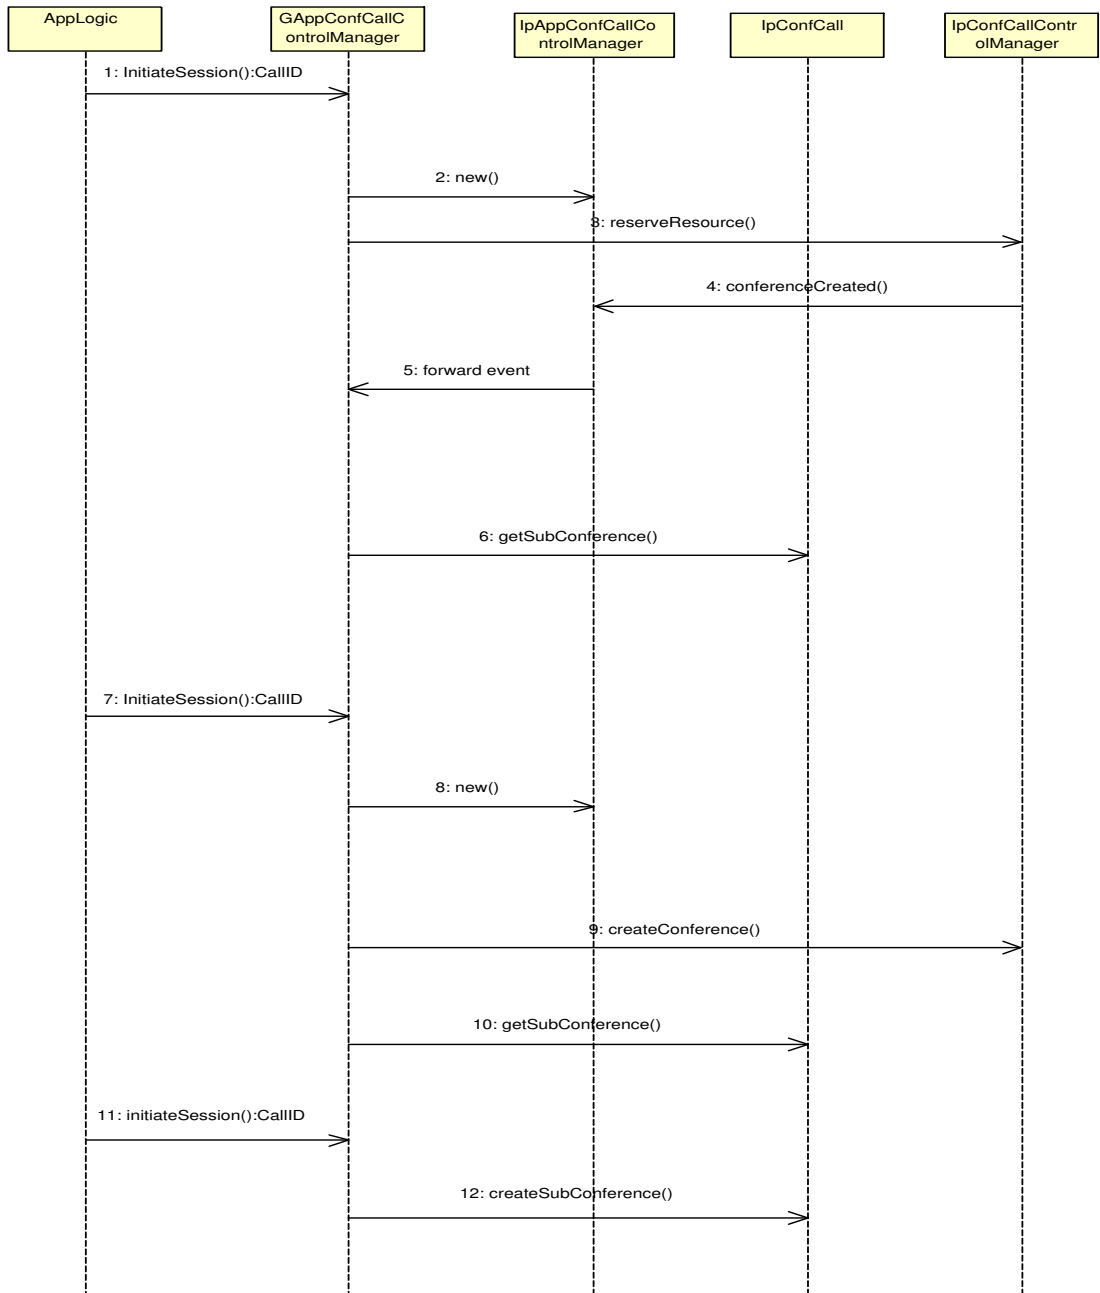 AppLogic
GAppConfCallC
ontrolManager
IpAppConfCallCo
ntrolManager
IpConfCall
IpConfCallContr
olManager
1: InitiateSession():CallID
2: new()
3: reserveResource()
4: conferenceCreated()
5: forward event
6: getSubConference()
7: InitiateSession():CallID
8: new()
9: createConference()
10: getSubConference()
11: initiateSession():CallID
12: createSubConference()